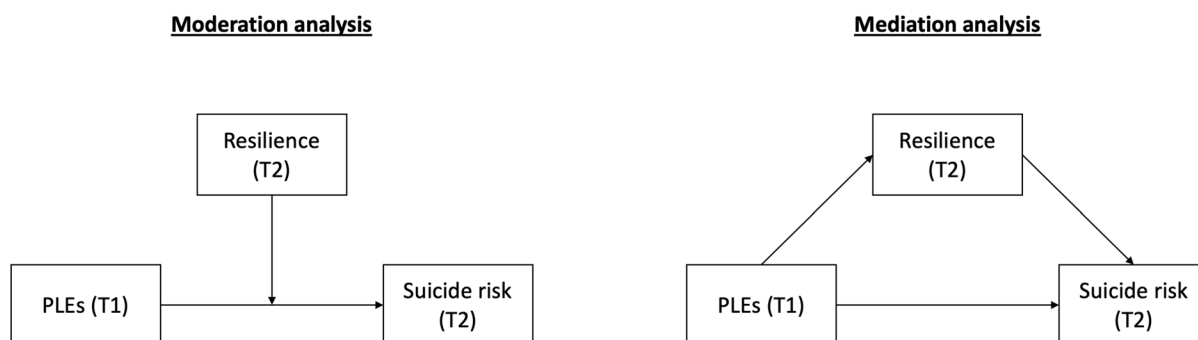 Moderation analysis
Resilience
(T2)
PLEs (T1)
Suicide risk
(T2)
Mediation analysis
Resilience
(T2)
PLEs (T1)
Suicide risk
(T2)